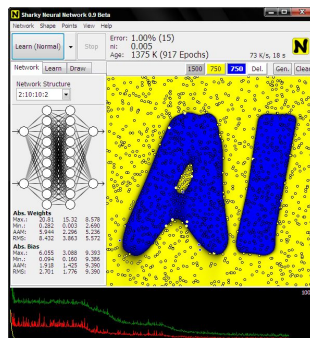 Sharky Neural Network 0.9 Beta
Network Shape Points View Help
Learn (Normal) Stop
Error: 1.00% (15)
ni: 0.005
Age: 1375 K (917 Epochs) 73 K/s, 18 s
Network Learn Draw
1500 750 750 Del. Gen. Clear
Network Structure
2:10:10:2
Abs. Weights
Max.: 20.81 15.32 8.578
Min.: 0.282 0.003 2.690
AAM: 5.944 2.296 5.236
RMS: 8.432 3.863 5.572
Abs. Bias
Max.: 6.055 3.088 9.393
Min.: 0.094 0.160 9.386
AAM: 1.918 1.425 9.390
RMS: 2.701 1.776 9.390
AI